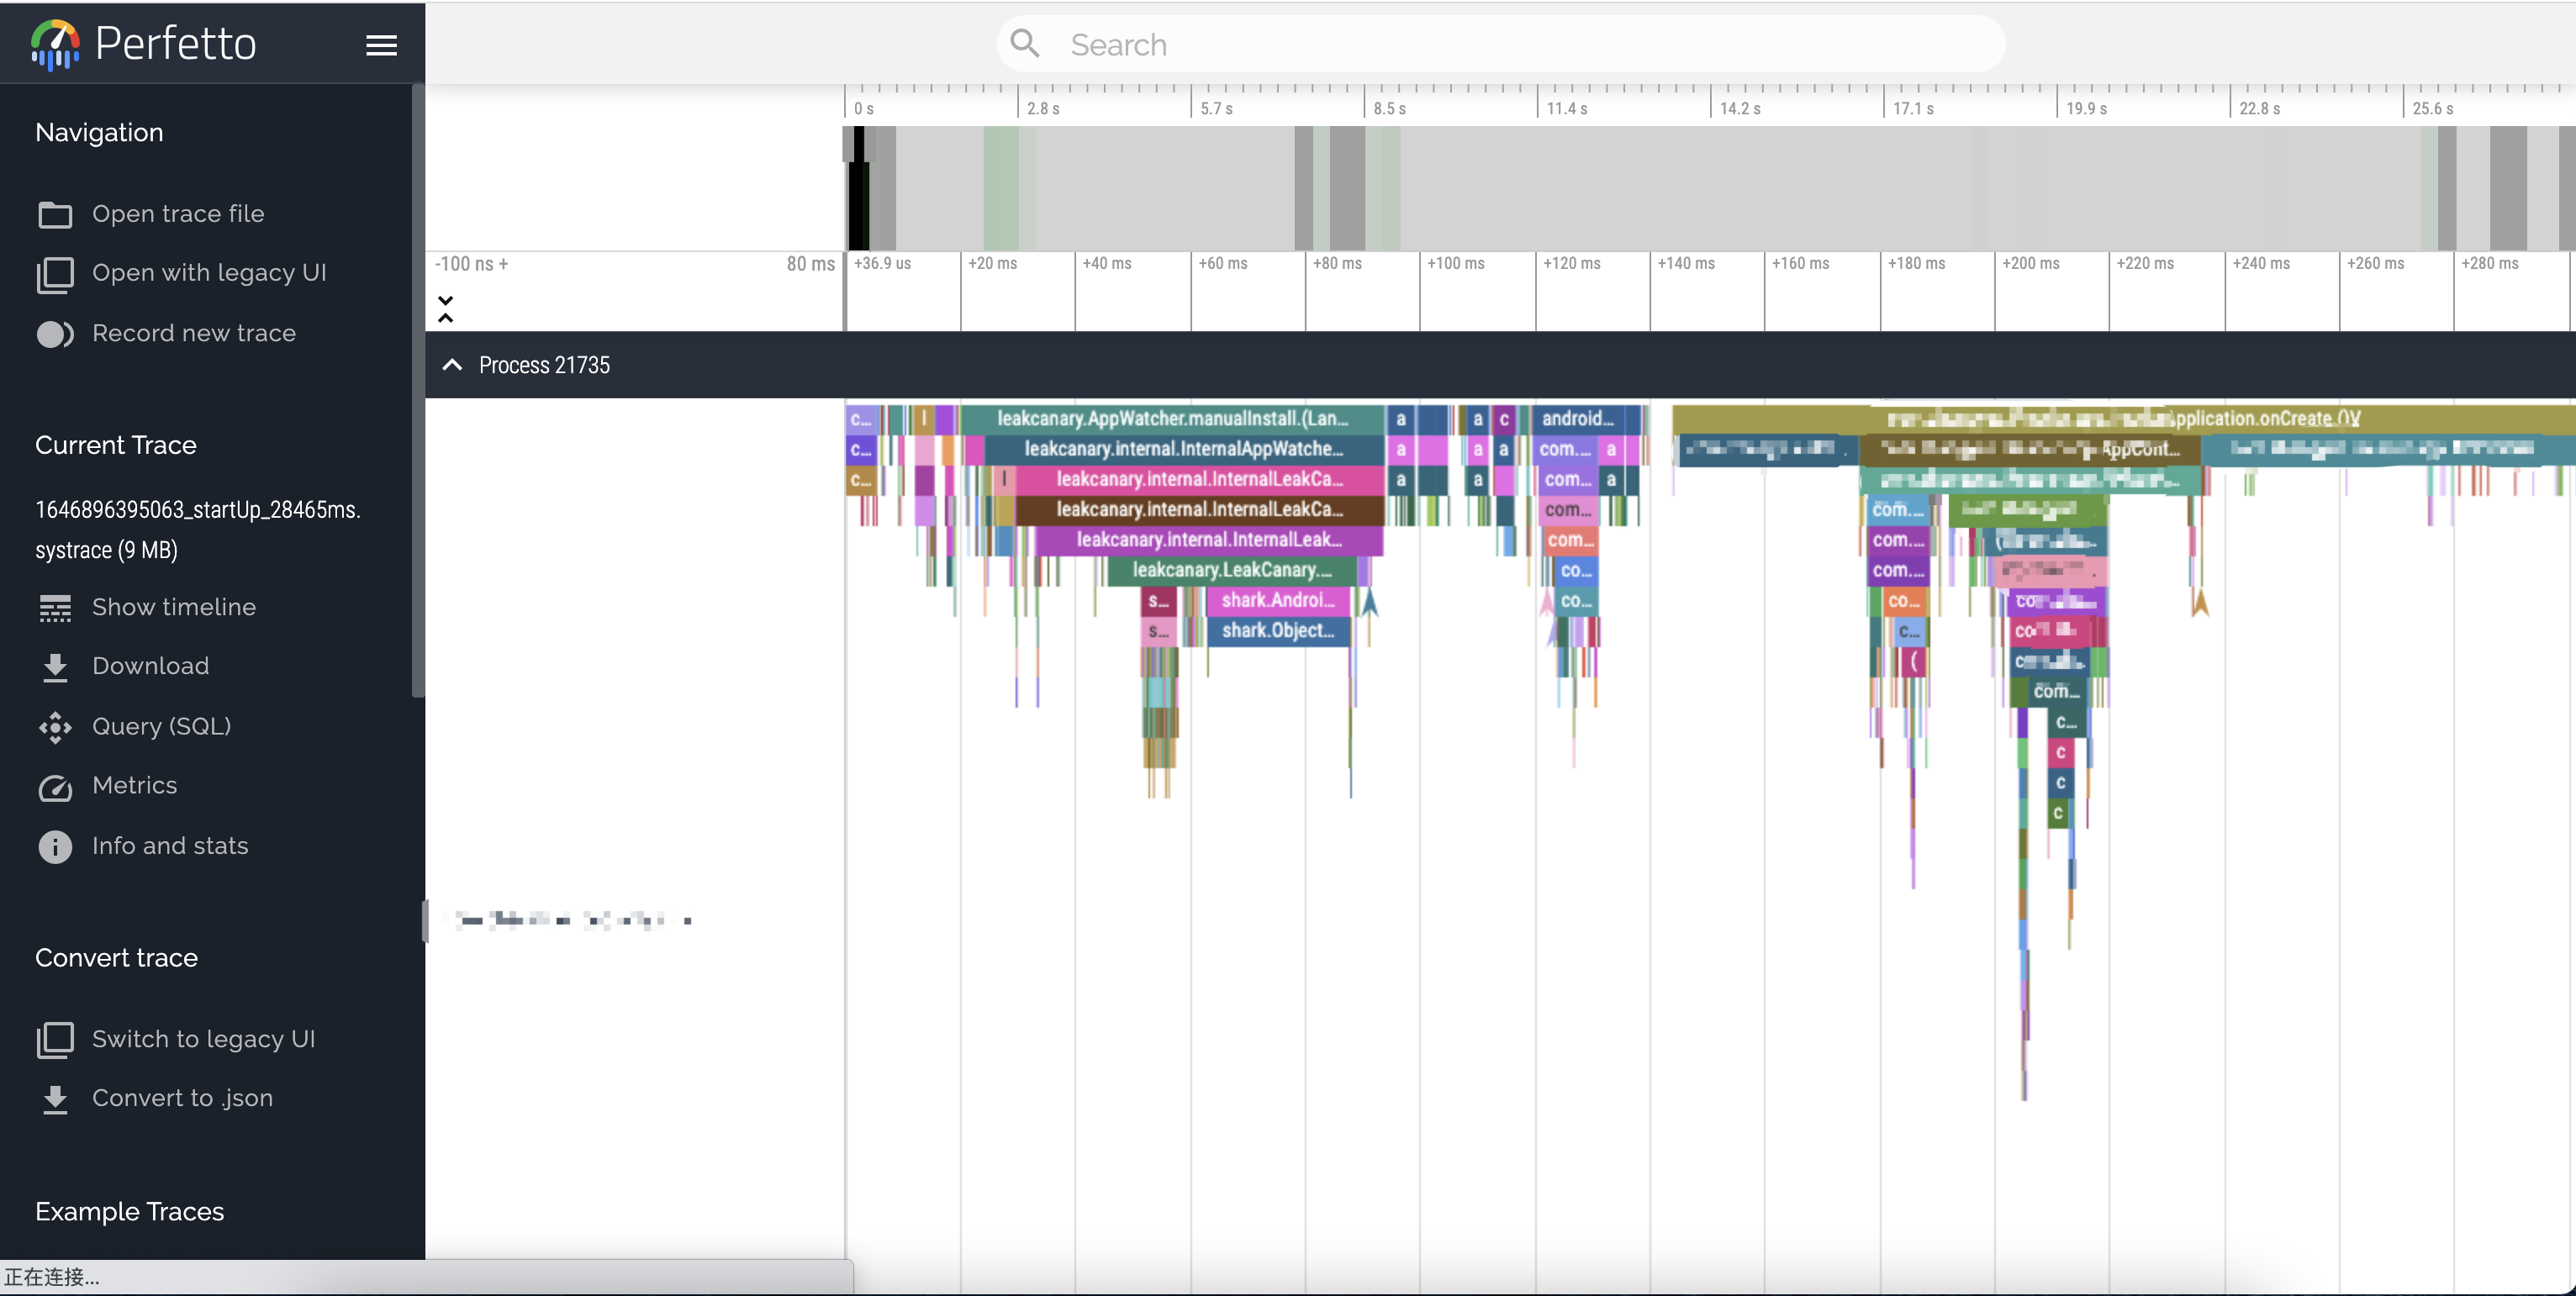 Perfetto
Search
Navigation
Open trace file
Open with legacy UI
Record new trace
Current Trace
1646896395063_startUp_28465ms.
systrace (9 MB)
Show timeline
Download
Query (SQL)
Metrics
Info and stats
Convert trace
Switch to legacy UI
Convert to .json
Example Traces
正在连接...
0 s 2.8 s 5.7 s 8.5 s 11.4 s 14.2 s 17.1 s 19.9 s 22.8 s 25.6 s
-100 ns + 80 ms +36.9 us +20 ms +40 ms +60 ms +80 ms +100 ms +120 ms +140 ms +160 ms +180 ms +200 ms +220 ms +240 ms +260 ms +280 ms
Process 21735
c... l leakcanary.AppWatcher.manualInstall.(Lan... a a c android... pplication.onCreate.()V
c... leakcanary.internal.InternalAppWatche... a a a com.... a AppCont...
c... l leakcanary.internal.InternalLeakCa... a a com... a
leakcanary.internal.InternalLeakCa... com... com....
leakcanary.internal.InternalLeak... com... com....
leakcanary.LeakCanary.... co... com....
s... shark.Androi... co... co...
s... shark.Object... c...
(
com...
c...
c
c
c